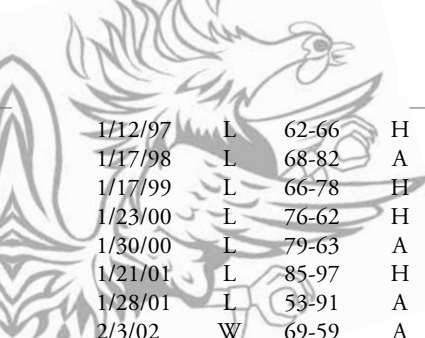 1/12/97 L 62-66 H
1/17/98 L 68-82 A
1/17/99 L 66-78 H
1/23/00 L 76-62 H
1/30/00 L 79-63 A
1/21/01 L 85-97 H
1/28/01 L 53-91 A
2/3/02 W 69-59 A